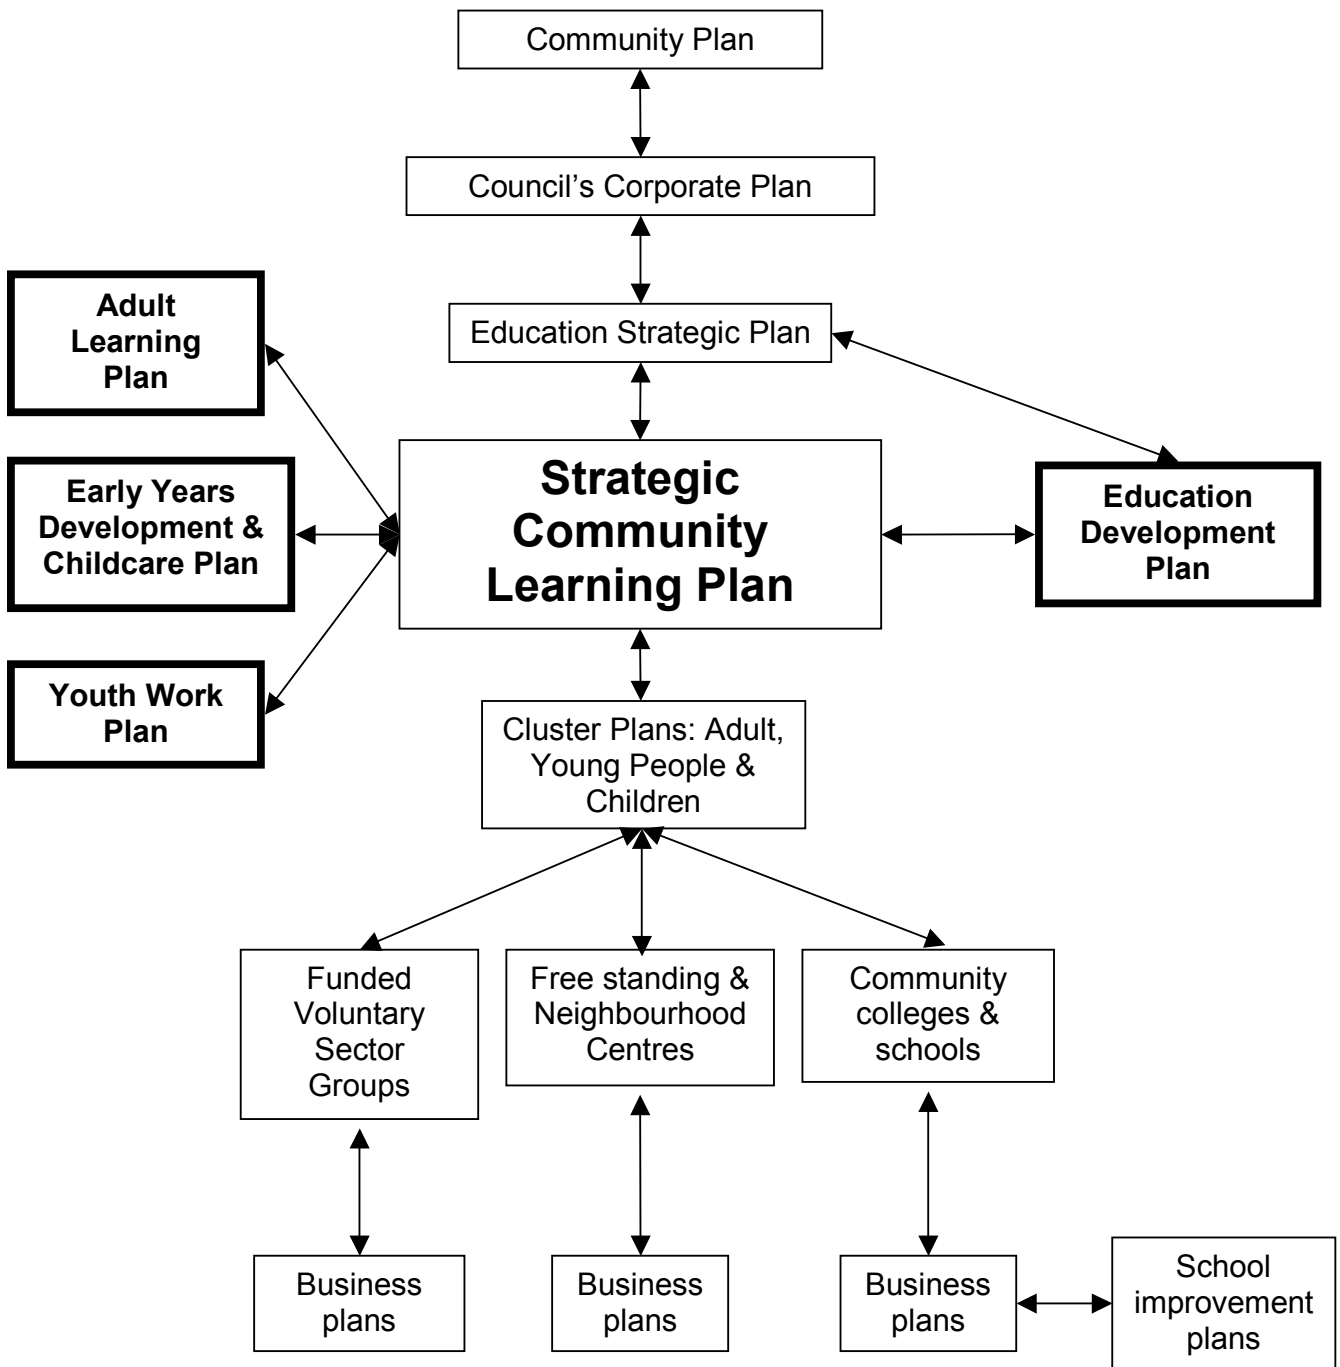 Community Plan
Council’s Corporate Plan
Education Strategic Plan
Adult
Learning
Plan
Early Years
Development &
Childcare Plan
Youth Work
Plan
Strategic
Community
Learning Plan
Education
Development
Plan
Cluster Plans: Adult,
Young People &
Children
Funded
Voluntary
Sector
Groups
Free standing &
Neighbourhood
Centres
Community
colleges &
schools
Business
plans
Business
plans
Business
plans
School
improvement
plans